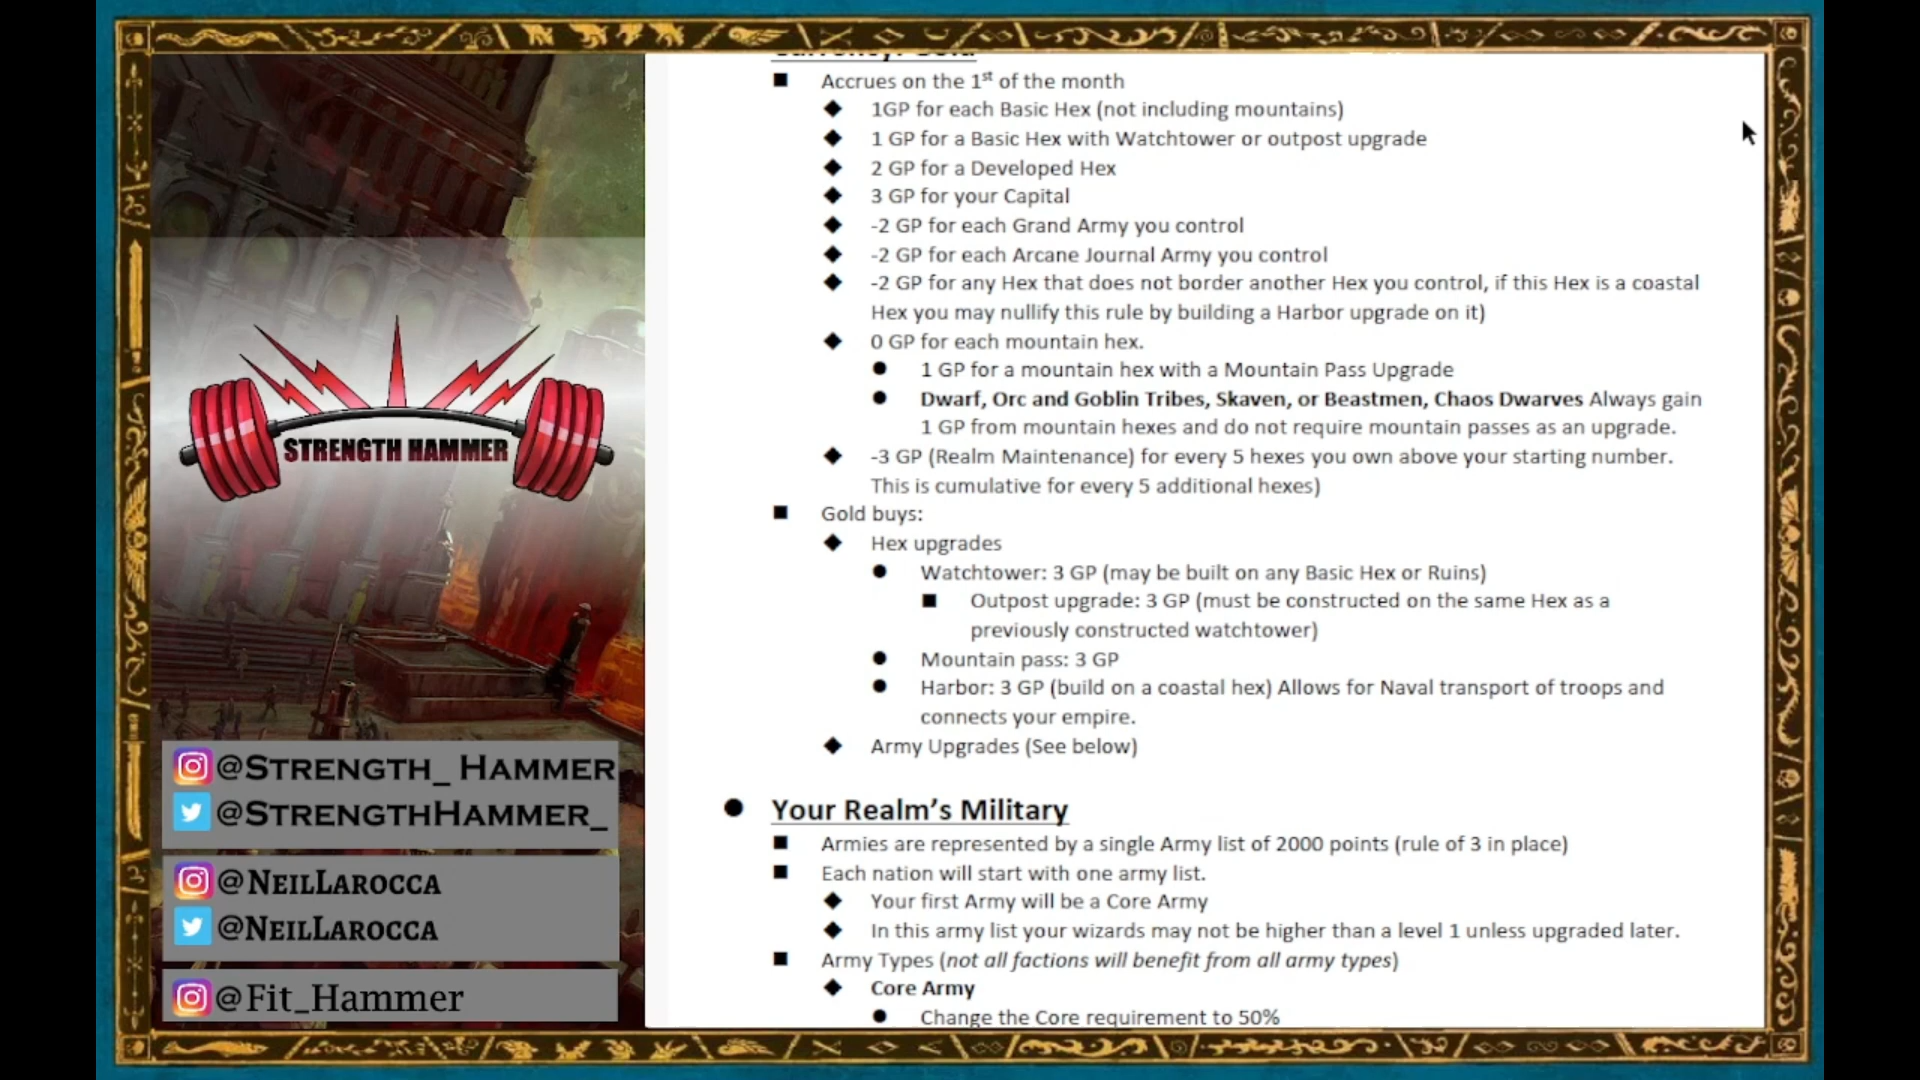 STRENGTH HAMMER
@STRENGTH_ HAMMER
@STRENGTHHAMMER_
@NEILLAROCCA
@NEILLAROCCA
@Fit_Hammer
Accrues on the 1st of the month
1GP for each Basic Hex (not including mountains)
1 GP for a Basic Hex with Watchtower or outpost upgrade
2 GP for a Developed Hex
3 GP for your Capital
-2 GP for each Grand Army you control
-2 GP for each Arcane Journal Army you control
-2 GP for any Hex that does not border another Hex you control, if this Hex is a coastal
Hex you may nullify this rule by building a Harbor upgrade on it)
0 GP for each mountain hex.
1 GP for a mountain hex with a Mountain Pass Upgrade
Dwarf, Orc and Goblin Tribes, Skaven, or Beastmen, Chaos Dwarves Always gain
1 GP from mountain hexes and do not require mountain passes as an upgrade.
-3 GP (Realm Maintenance) for every 5 hexes you own above your starting number.
This is cumulative for every 5 additional hexes)
Gold buys:
Hex upgrades
Watchtower: 3 GP (may be built on any Basic Hex or Ruins)
Outpost upgrade: 3 GP (must be constructed on the same Hex as a
previously constructed watchtower)
Mountain pass: 3 GP
Harbor: 3 GP (build on a coastal hex) Allows for Naval transport of troops and
connects your empire.
Army Upgrades (See below)
Your Realm’s Military
Armies are represented by a single Army list of 2000 points (rule of 3 in place)
Each nation will start with one army list.
Your first Army will be a Core Army
In this army list your wizards may not be higher than a level 1 unless upgraded later.
Army Types (not all factions will benefit from all army types)
Core Army
Change the Core requirement to 50%